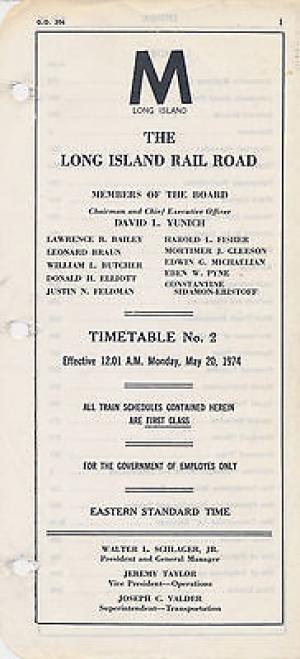 G.O. 204 1
M
LONG ISLAND
THE
LONG ISLAND RAIL ROAD
MEMBERS OF THE BOARD
Chairman and Chief Executive Officer
DAVID L. YUNICH
LAWRENCE R. BAILEY HAROLD L. FISHER
LEONARD BRAUN MORTIMER J. GLEESON
WILLIAM L. BUTCHER EDWIN G. MICHAELIAN
DONALD H. ELLIOTT EBEN W. PYNE
JUSTIN N. FELDMAN CONSTANTINE
SIDAMON-ERISTOFF
TIMETABLE No. 2
Effective 12.01 A.M. Monday, May 20, 1974
ALL TRAIN SCHEDULES CONTAINED HEREIN
ARE FIRST CLASS
FOR THE GOVERNMENT OF EMPLOYES ONLY
EASTERN STANDARD TIME
WALTER L. SCHLAGER, JR.
President and General Manager
JEREMY TAYLOR
Vice President—Operations
JOSEPH C. VALDER
Superintendent—Transportation